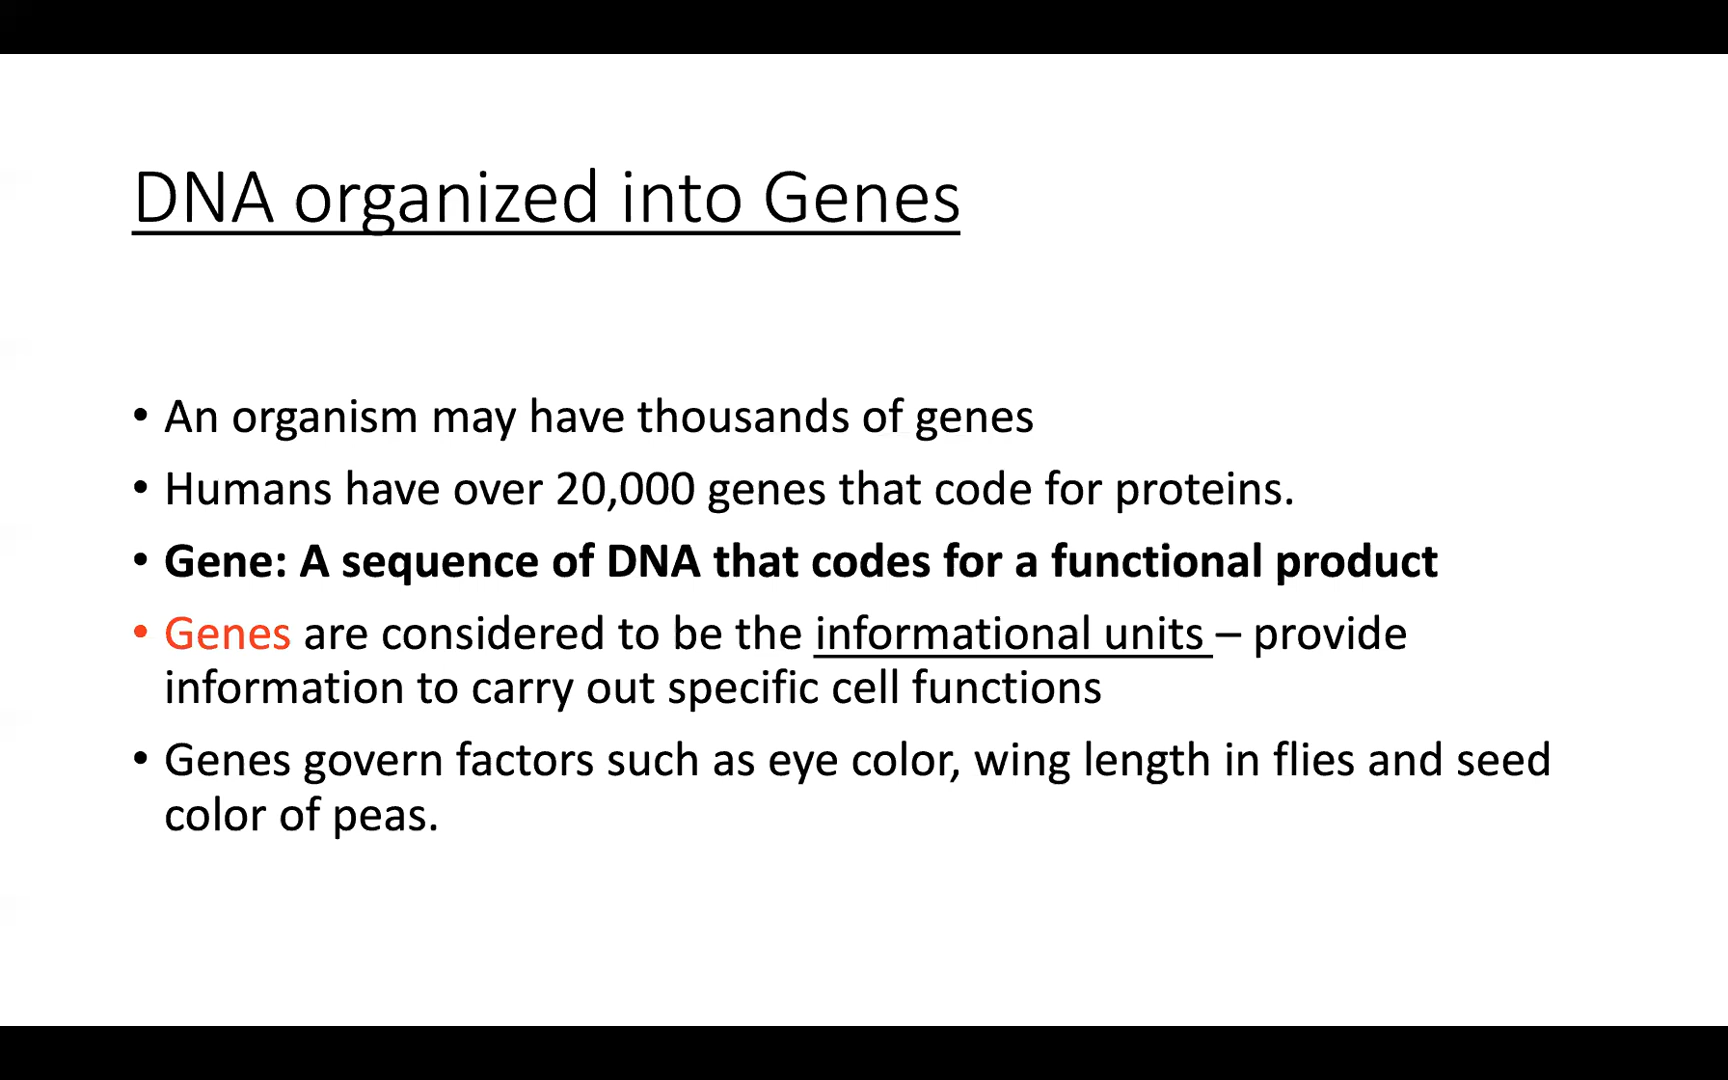 DNA organized into Genes
• An organism may have thousands of genes
• Humans have over 20,000 genes that code for proteins.
• Gene: A sequence of DNA that codes for a functional product
• Genes are considered to be the informational units – provide
information to carry out specific cell functions
• Genes govern factors such as eye color, wing length in flies and seed
color of peas.